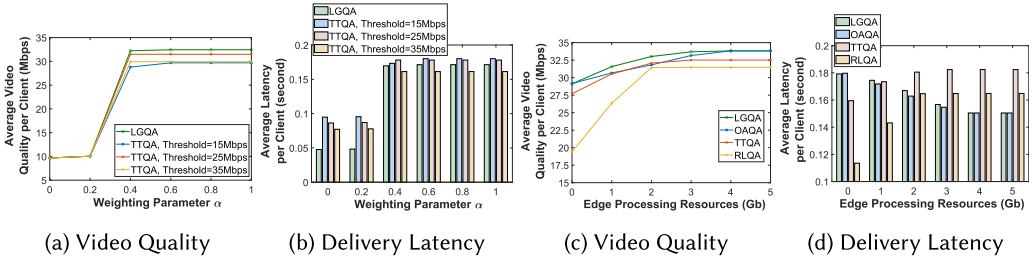 Average Video
Quality per Client (Mbps)
35
30
25
20
15
10
5
LGQA
TTQA, Threshold=15Mbps
TTQA, Threshold=25Mbps
TTQA, Threshold=35Mbps
0 0.2 0.4 0.6 0.8 1
Weighting Parameter α
(a) Video Quality
Average Latency
per Client (second)
LGQA
TTQA, Threshold=15Mbps
TTQA, Threshold=25Mbps
TTQA, Threshold=35Mbps
0.2
0.15
0.1
0.05
0
0 0.2 0.4 0.6 0.8 1
Weighting Parameter α
(b) Delivery Latency
Average Video
Quality per Client (Mbps)
35
32.5
30
27.5
25
22.5
20
17.5
15
LGQA
OAQA
TTQA
RLQA
0 1 2 3 4 5
Edge Processing Resources (Gb)
(c) Video Quality
Average Latency
per Client (second)
LGQA
OAQA
TTQA
RLQA
0.2
0.18
0.16
0.14
0.12
0.1
0 1 2 3 4 5
Edge Processing Resources (Gb)
(d) Delivery Latency